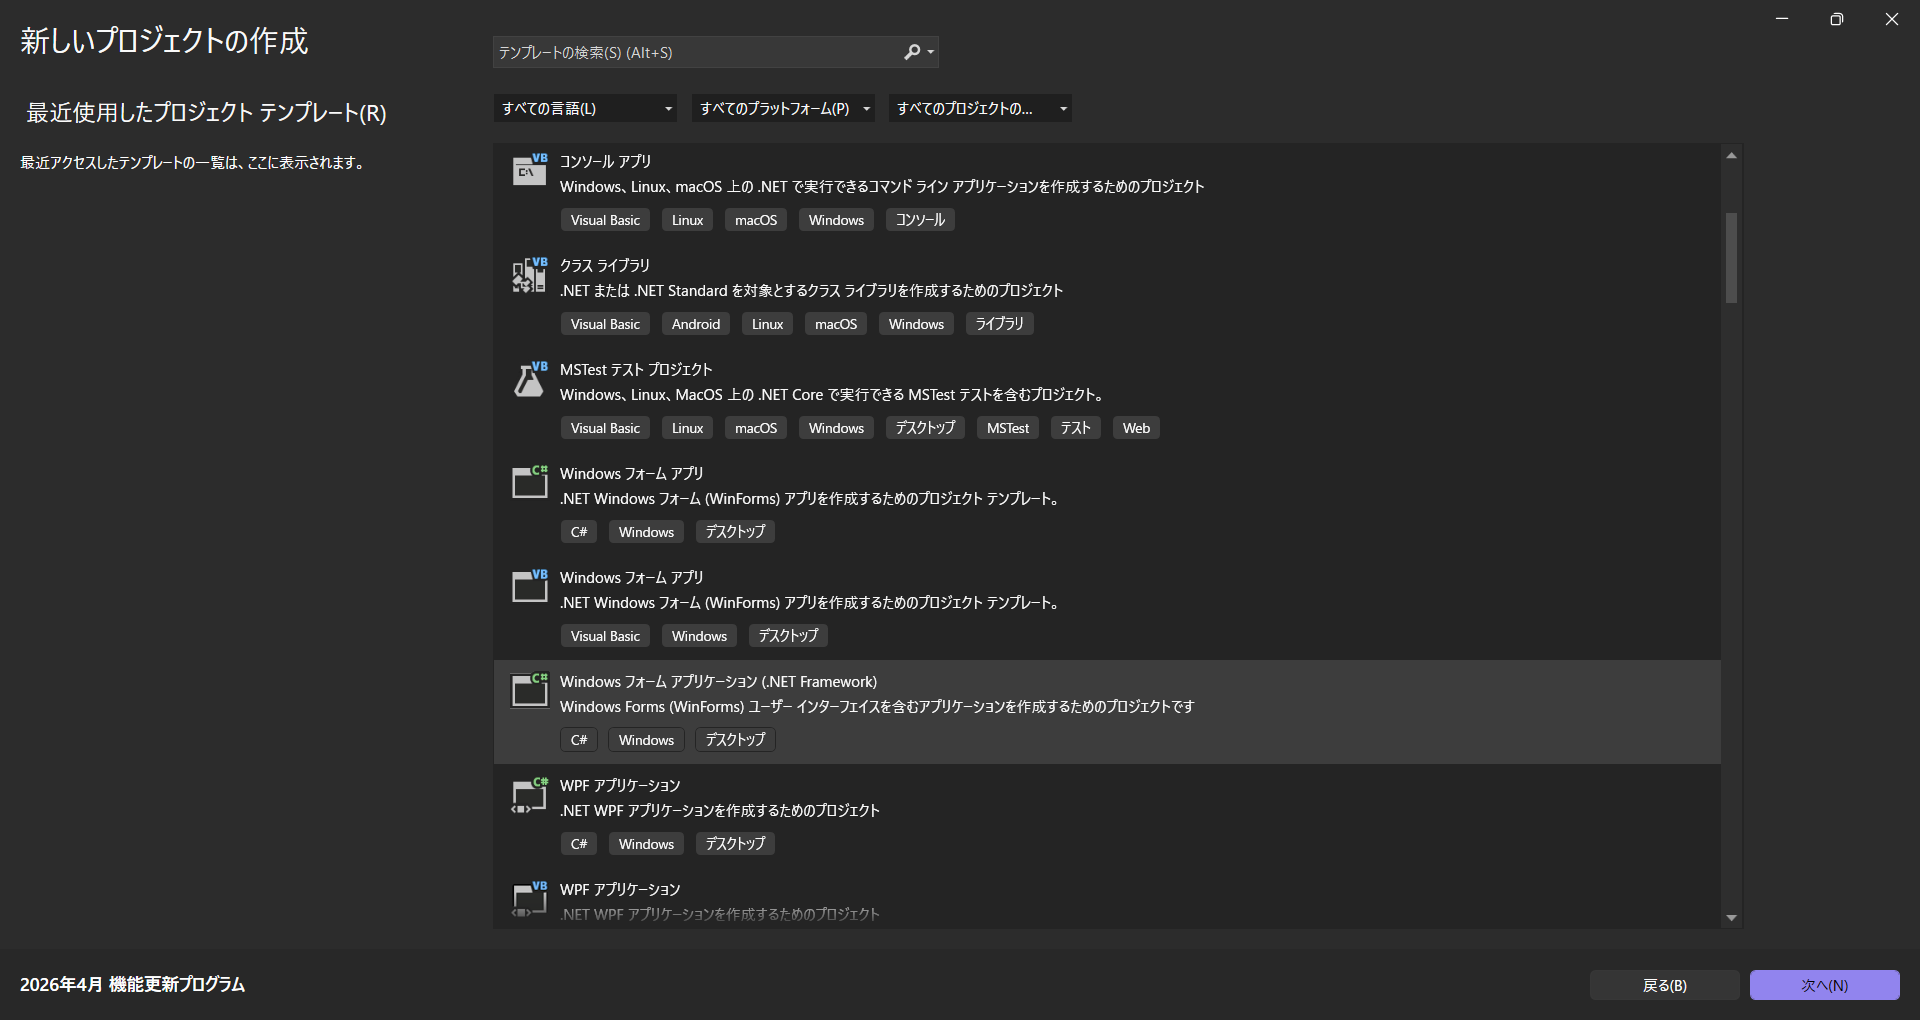 新しいプロジェクトの作成
テンプレートの検索(S) (Alt+S)
最近使用したプロジェクト テンプレート(R)
最近アクセスしたテンプレートの一覧は、ここに表示されます。
すべての言語(L)
すべてのプラットフォーム(P)
すべてのプロジェクトの...
VB
C:\
コンソール アプリ
Windows、Linux、macOS 上の .NET で実行できるコマンド ライン アプリケーションを作成するためのプロジェクト
Visual Basic Linux macOS Windows コンソール
VB
クラス ライブラリ
.NET または .NET Standard を対象とするクラス ライブラリを作成するためのプロジェクト
Visual Basic Android Linux macOS Windows ライブラリ
VB
MSTest テスト プロジェクト
Windows、Linux、MacOS 上の .NET Core で実行できる MSTest テストを含むプロジェクト。
Visual Basic Linux macOS Windows デスクトップ MSTest テスト Web
C#
Windows フォーム アプリ
.NET Windows フォーム (WinForms) アプリを作成するためのプロジェクト テンプレート。
C# Windows デスクトップ
VB
Windows フォーム アプリ
.NET Windows フォーム (WinForms) アプリを作成するためのプロジェクト テンプレート。
Visual Basic Windows デスクトップ
C#
Windows フォーム アプリケーション (.NET Framework)
Windows Forms (WinForms) ユーザー インターフェイスを含むアプリケーションを作成するためのプロジェクトです
C# Windows デスクトップ
C#
WPF アプリケーション
.NET WPF アプリケーションを作成するためのプロジェクト
C# Windows デスクトップ
VB
WPF アプリケーション
.NET WPF アプリケーションを作成するためのプロジェクト
2026年4月 機能更新プログラム
戻る(B)
次へ(N)